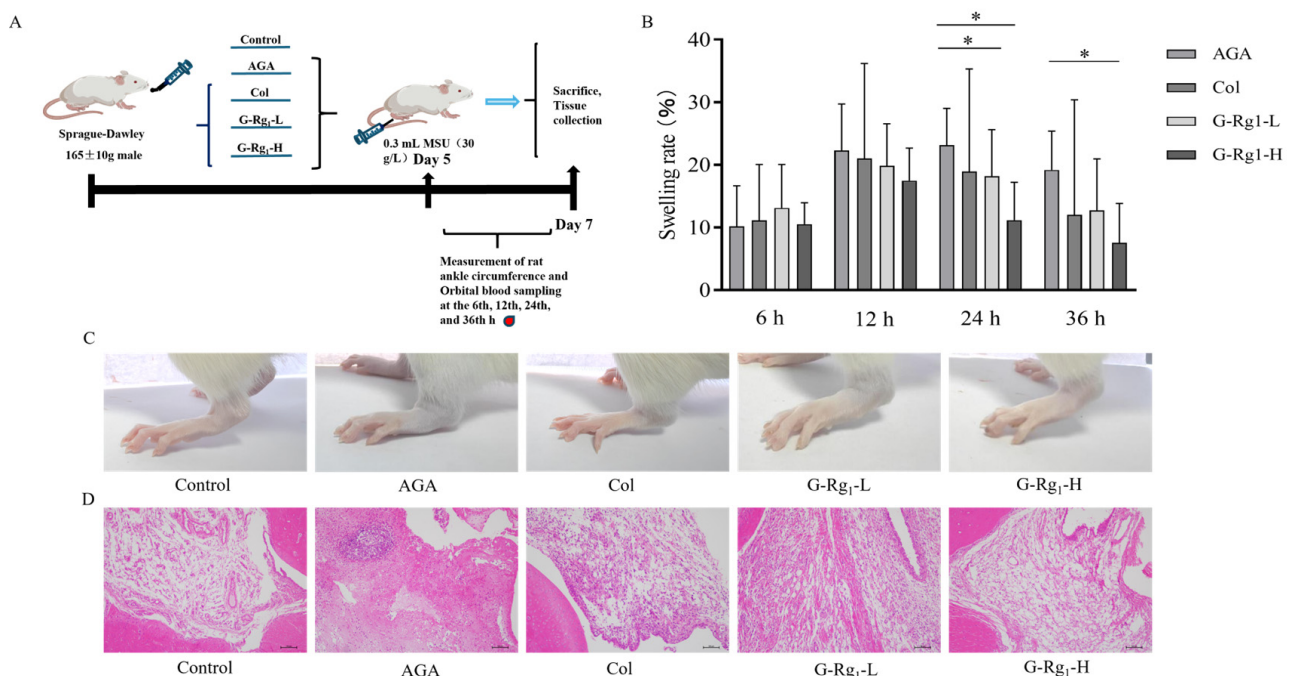 A
Control
AGA
Col
G-Rg1-L
G-Rg1-H
Sprague-Dawley
165±10g male
0.3 mL MSU（30
g/L）
Day 5
Sacrifice,
Tissue
collection
Day 7
Measurement of rat
ankle circumference and
Orbital blood sampling
at the 6th, 12th, 24th,
and 36th h
B
Swelling rate（%）
40
30
20
10
0
*
*
*
6 h
12 h
24 h
36 h
AGA
Col
G-Rg1-L
G-Rg1-H
C
Control
AGA
Col
G-Rg₁-L
G-Rg₁-H
D
Control
AGA
Col
G-Rg₁-L
G-Rg₁-H